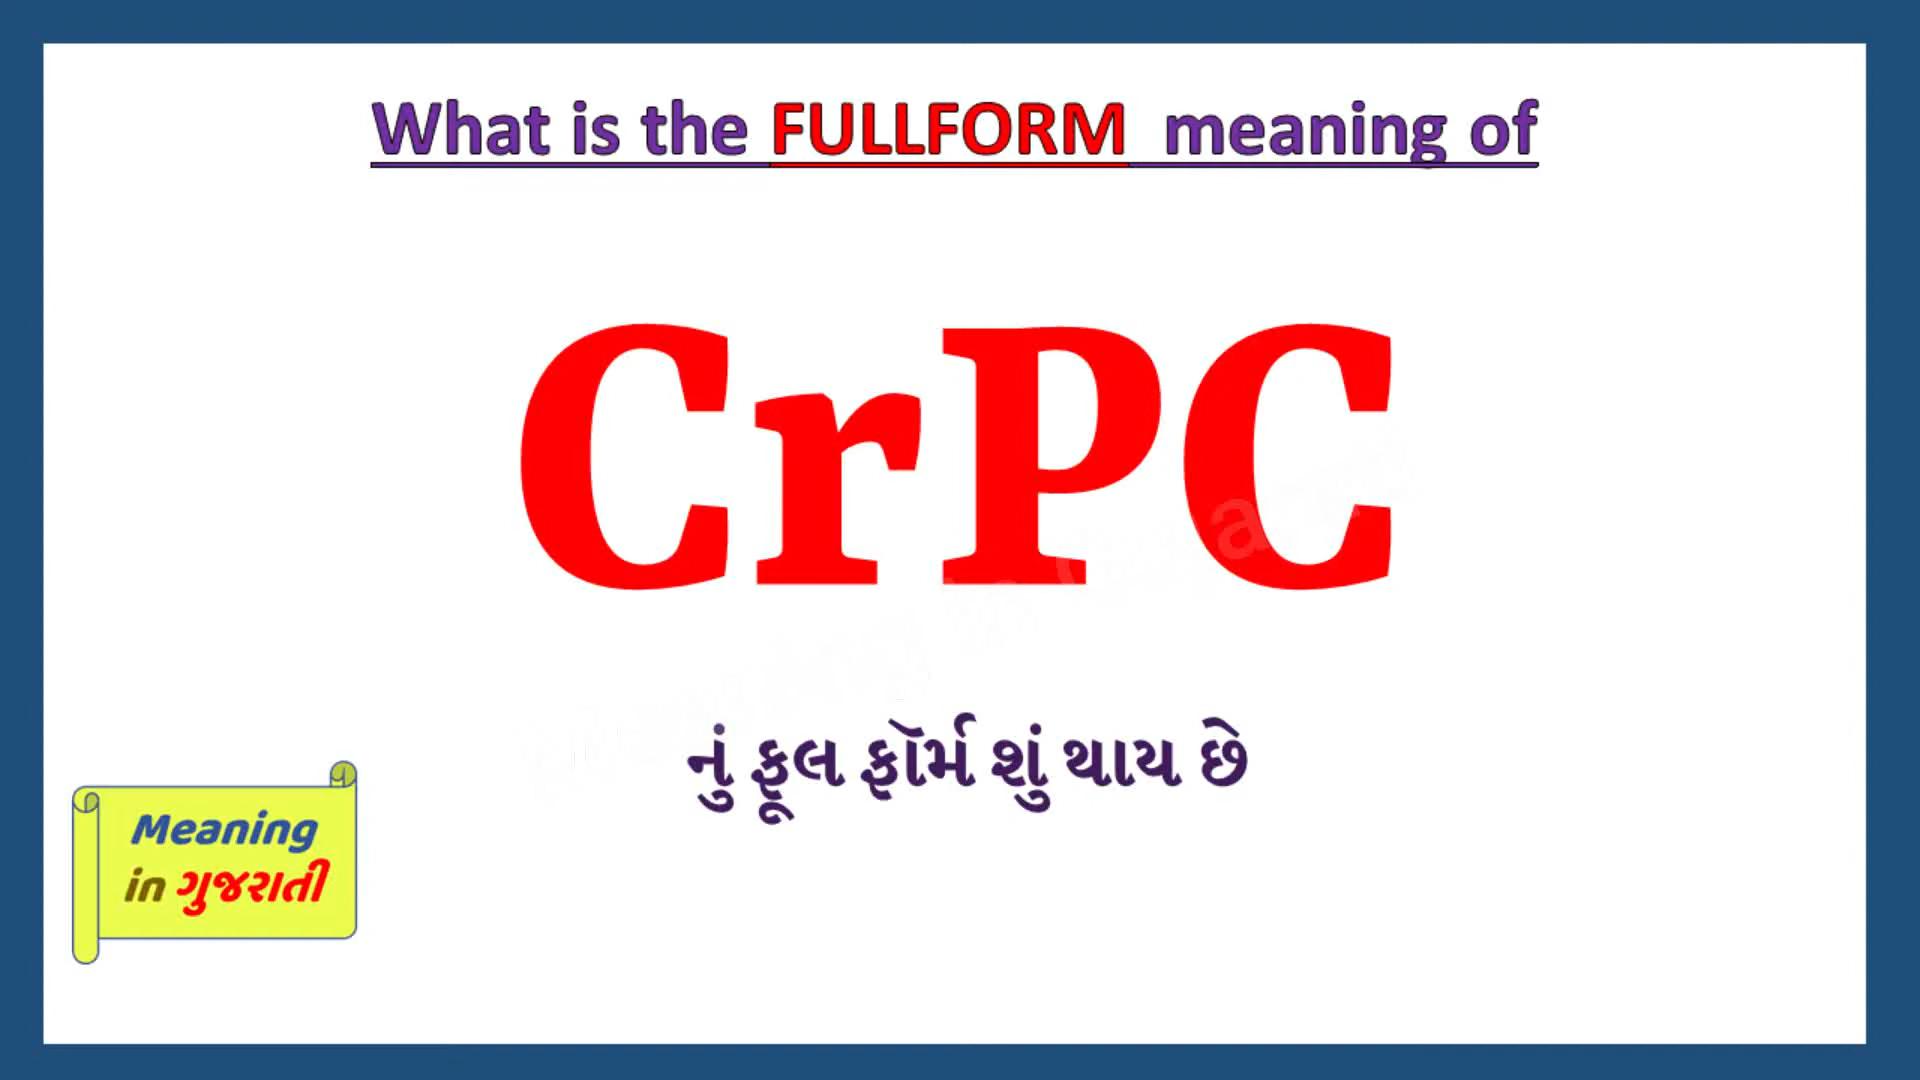 What is the FULLFORM meaning of
CrPC
નું ફૂલ ફૉર્મ શું થાય છે
Meaning
in ગુજરાતી